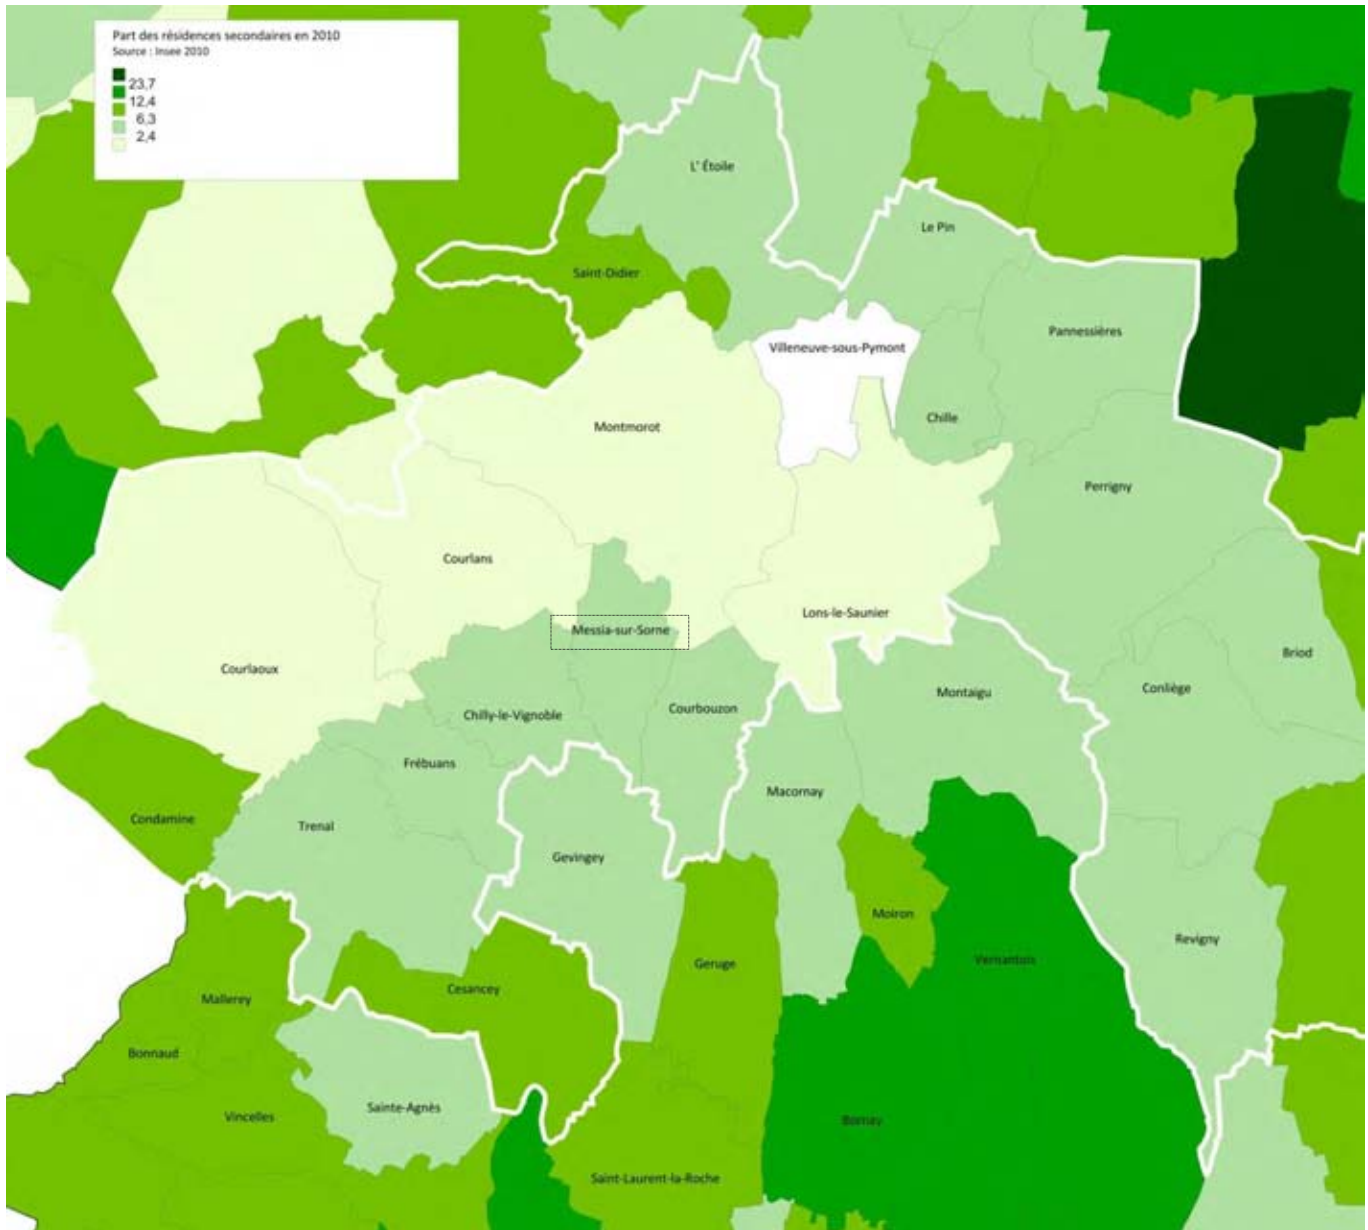 Part des résidences secondaires en 2010
Source : Insee 2010
23,7
12,4
6,3
2,4
L' Étoile
Le Pin
Saint-Didier
Pannessières
Villeneuve-sous-Pymont
Chille
Montmorot
Perrigny
Courlans
Lons-le-Saunier
Messia-sur-Sorne
Briod
Courlaoux
Conliège
Montaigu
Chilly-le-Vignoble
Courbouzon
Frébuans
Macornay
Condamine
Trenal
Gevingey
Moiron
Revigny
Geruge
Vernantois
Cesancey
Mallerey
Bonnaud
Sainte-Agnès
Vincelles
Bornay
Saint-Laurent-la-Roche